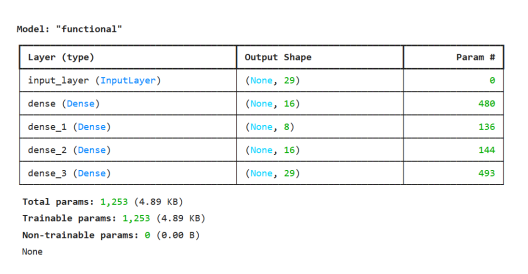 Model: "functional"
Layer (type) Output Shape Param #
input_layer (InputLayer) (None, 29) 0
dense (Dense) (None, 16) 480
dense_1 (Dense) (None, 8) 136
dense_2 (Dense) (None, 16) 144
dense_3 (Dense) (None, 29) 493
Total params: 1,253 (4.89 KB)
Trainable params: 1,253 (4.89 KB)
Non-trainable params: 0 (0.00 B)
None